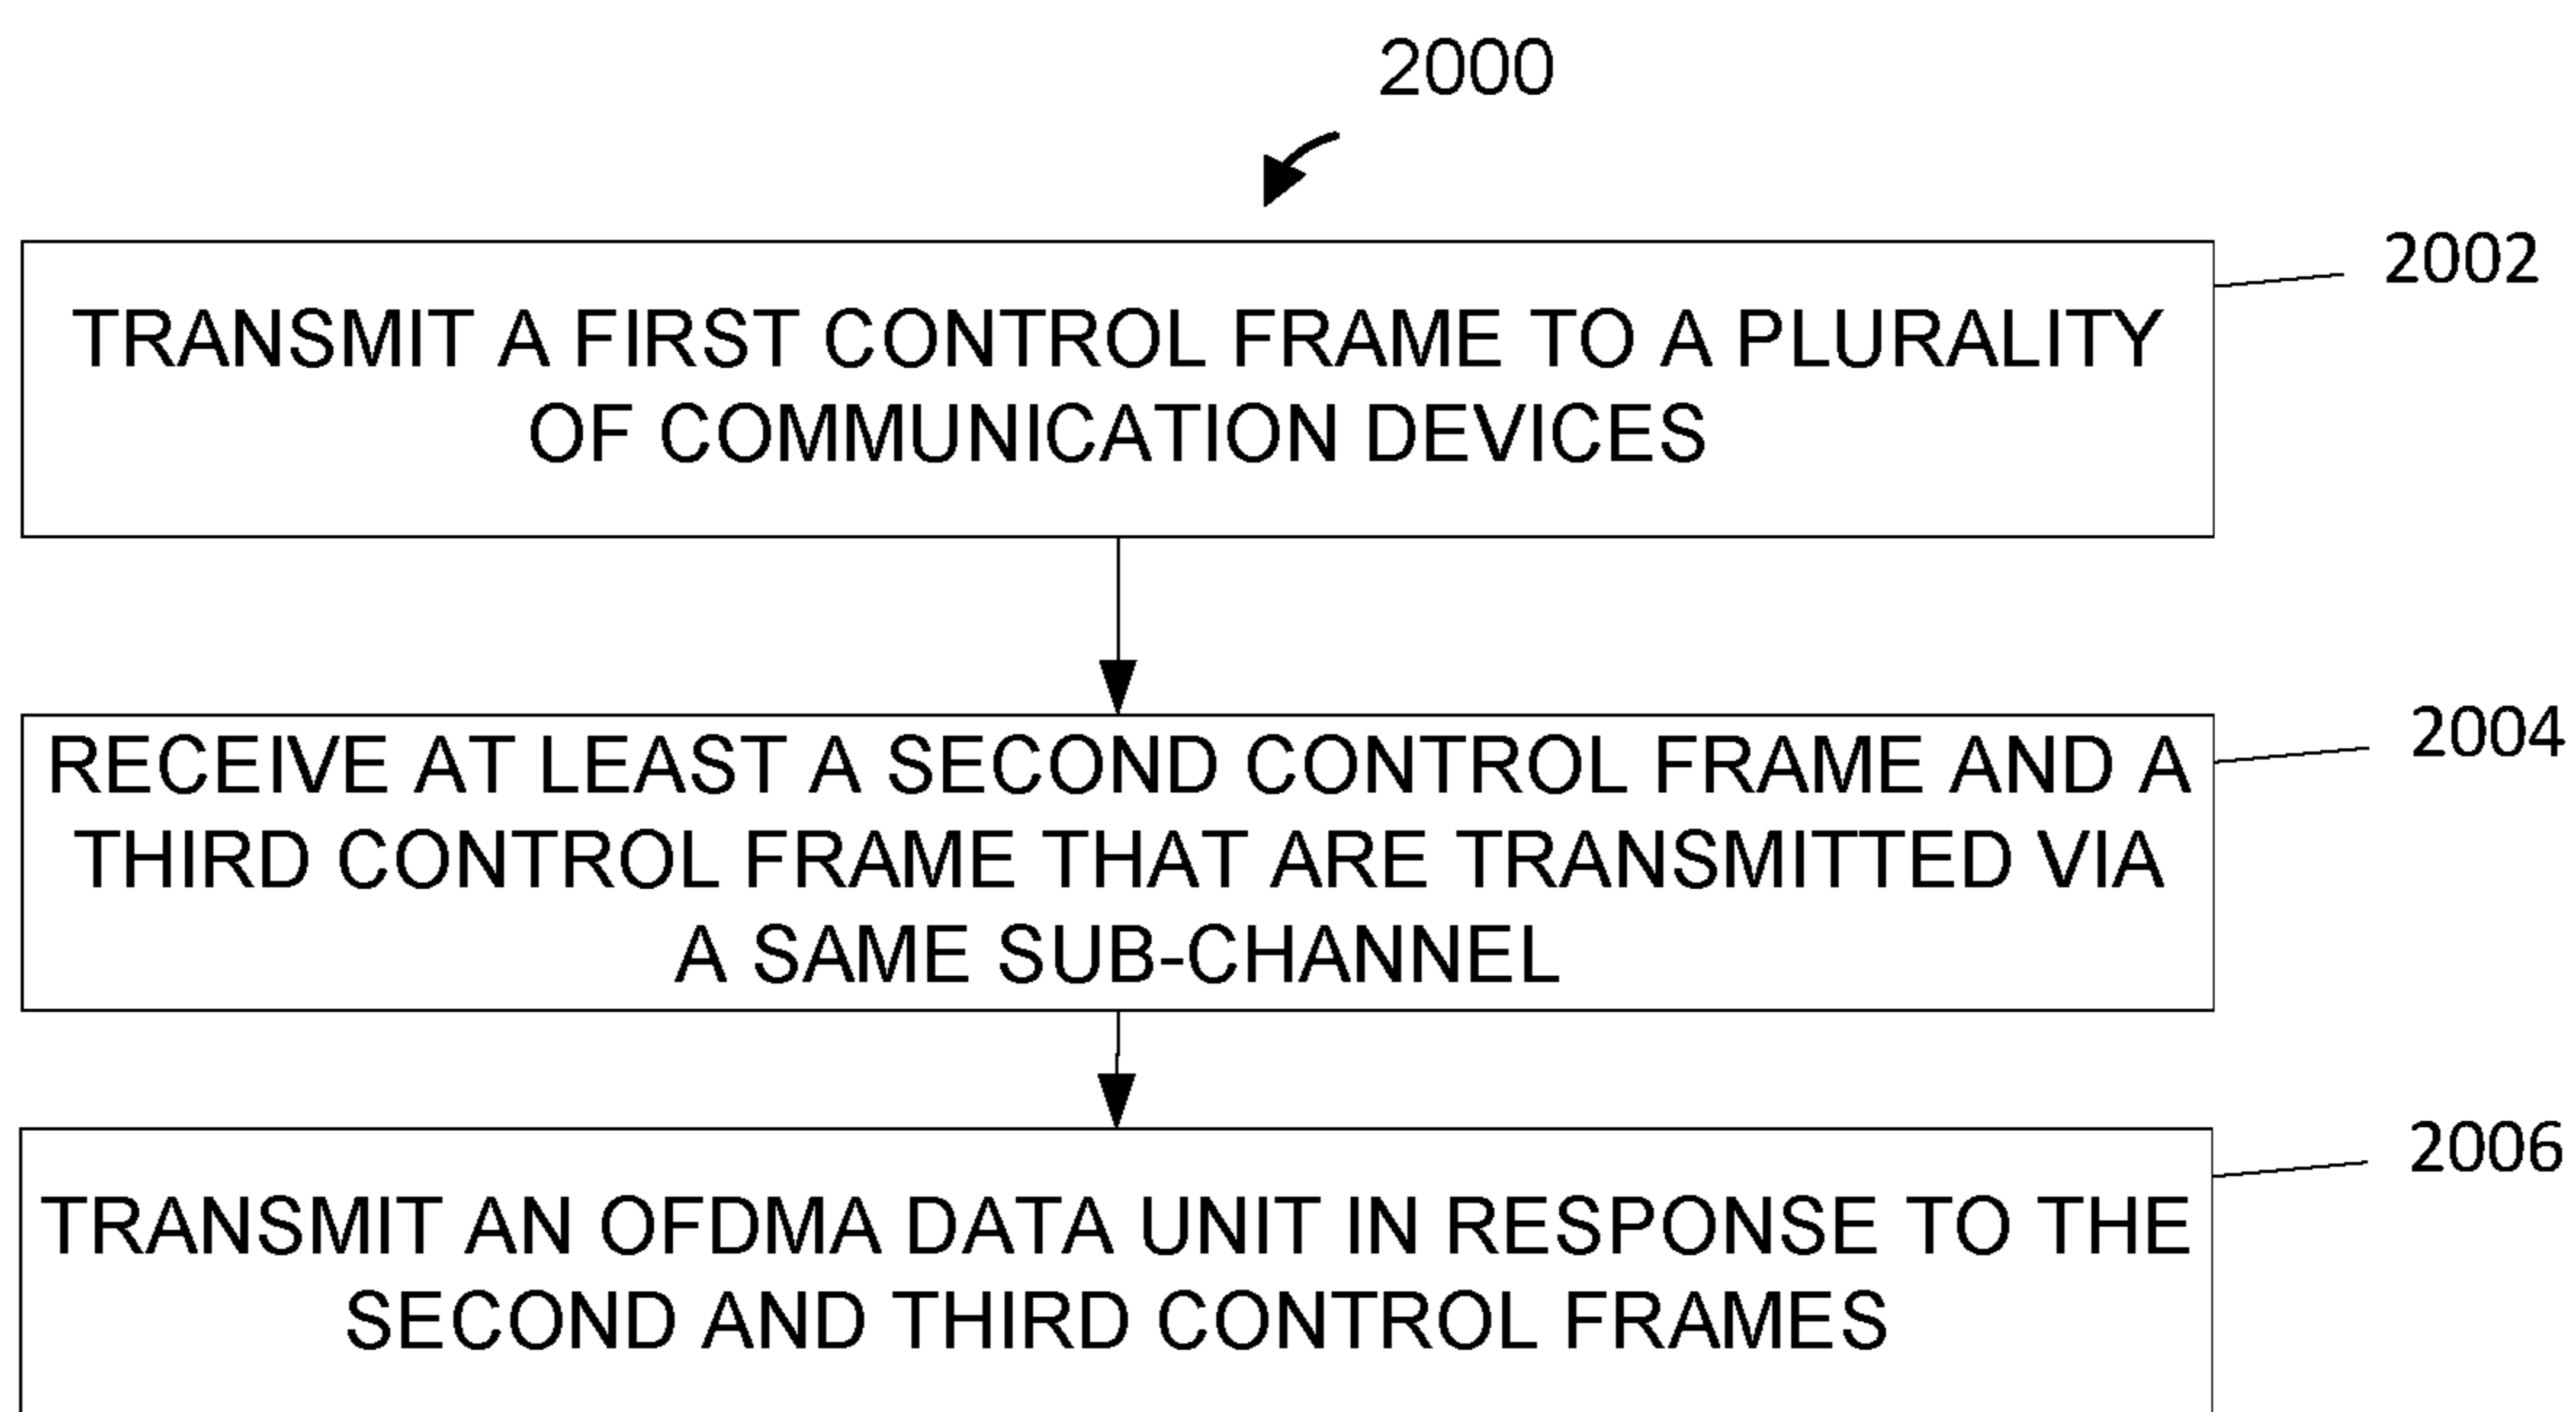 2000
2002
TRANSMIT A FIRST CONTROL FRAME TO A PLURALITY
OF COMMUNICATION DEVICES
2004
RECEIVE AT LEAST A SECOND CONTROL FRAME AND A
THIRD CONTROL FRAME THAT ARE TRANSMITTED VIA
A SAME SUB-CHANNEL
2006
TRANSMIT AN OFDMA DATA UNIT IN RESPONSE TO THE
SECOND AND THIRD CONTROL FRAMES